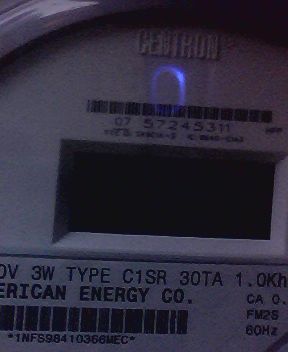 CENTRON
07 57245311
0V 3W TYPE C1SR 30TA 1.0Kh
ERICAN ENERGY CO. CA 0.
FM2S
60Hz
*1NFS98410366MEC*